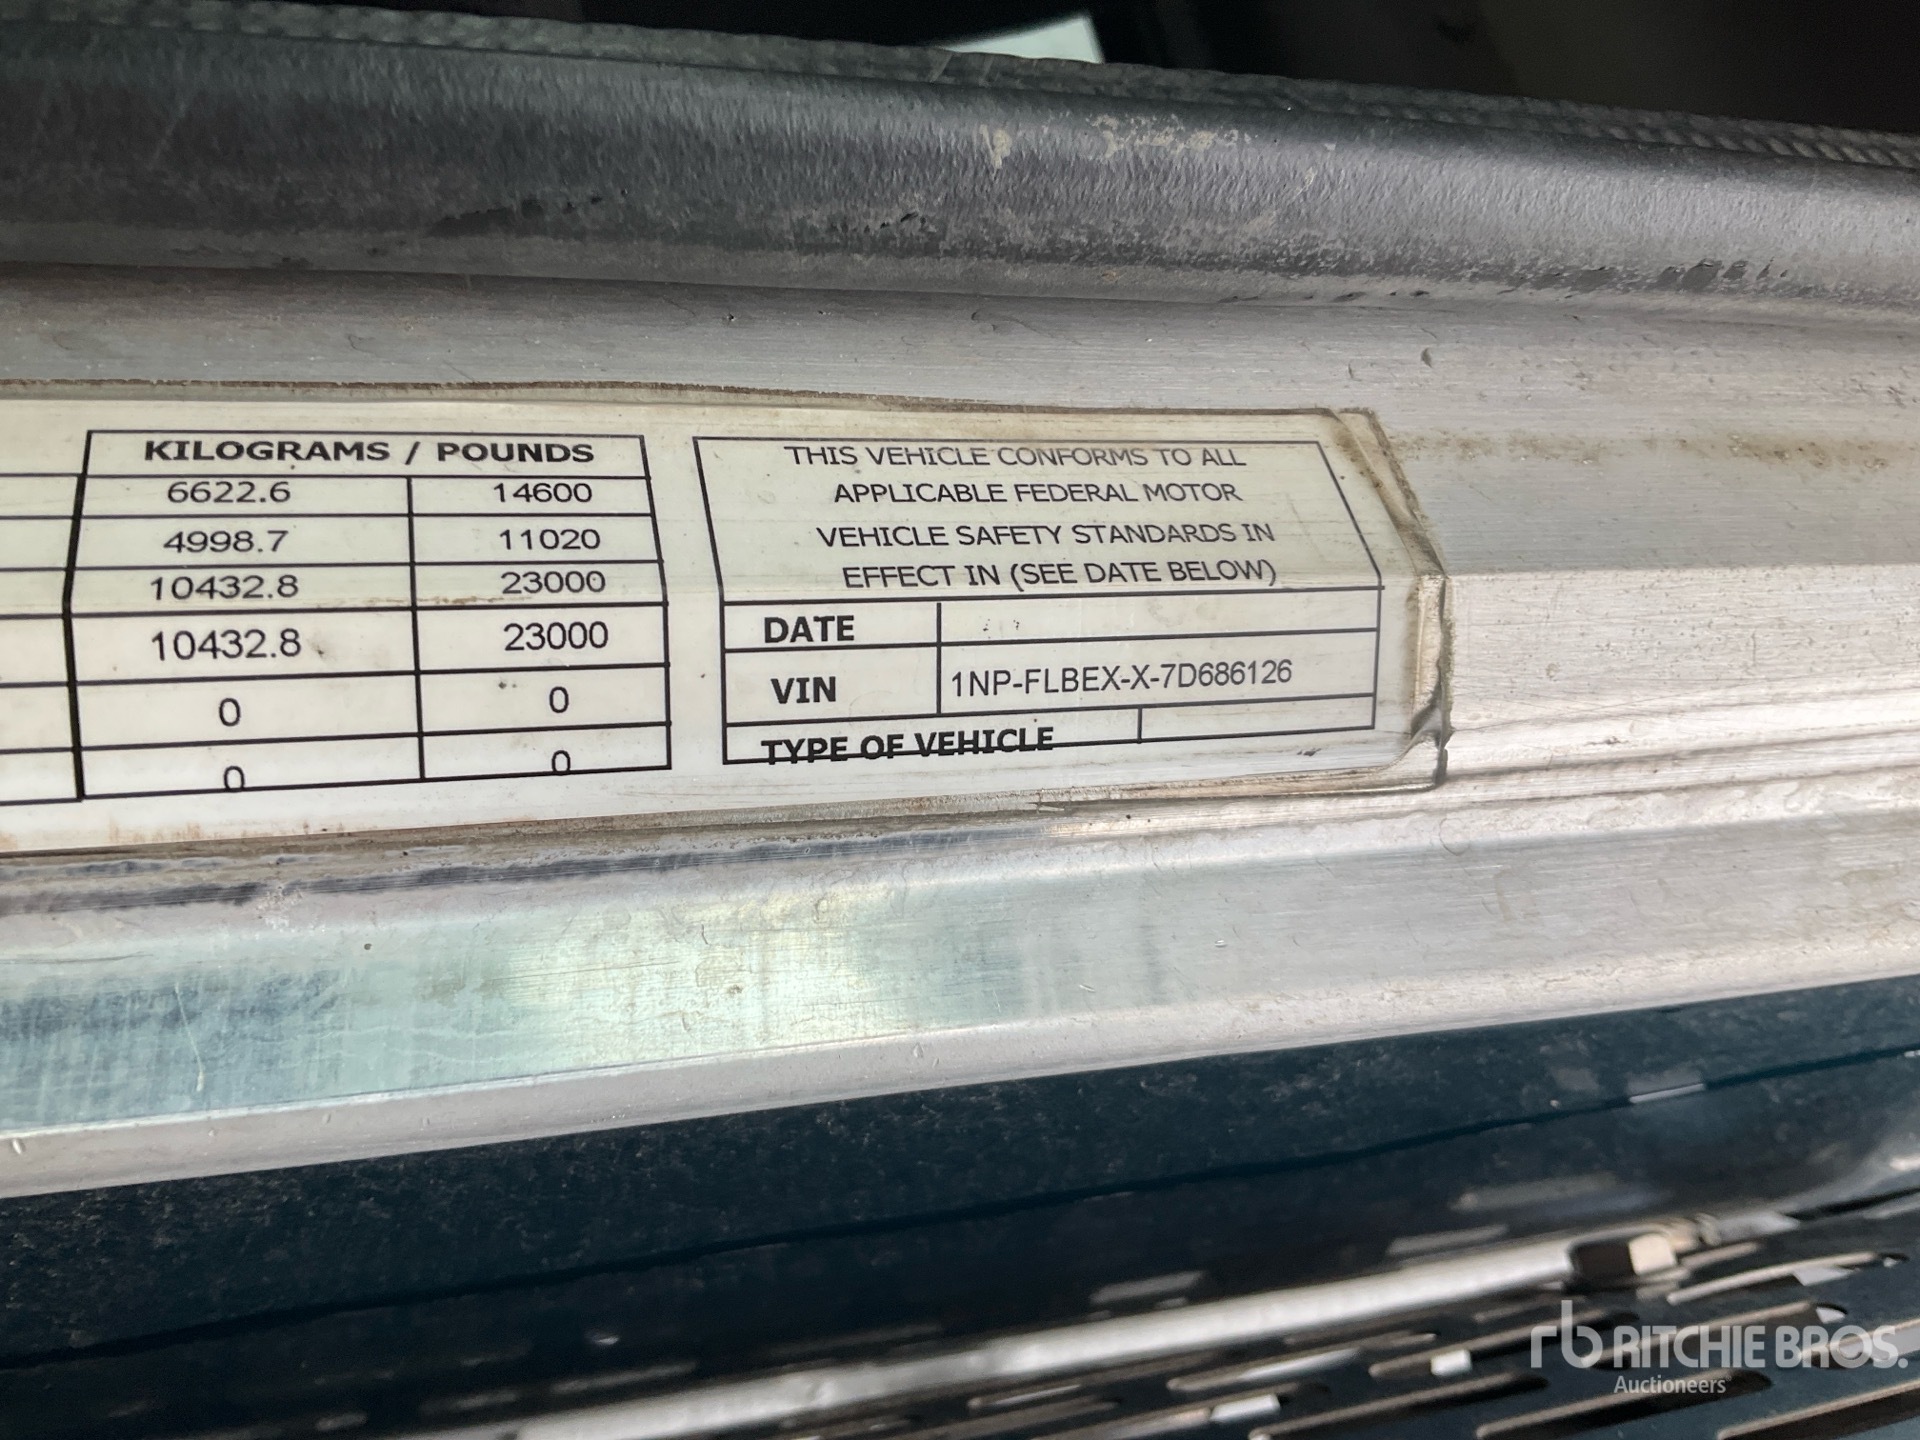 KILOGRAMS / POUNDS
6622.6 14600
4998.7 11020
10432.8 23000
10432.8 23000
0 0
0 0
THIS VEHICLE CONFORMS TO ALL
APPLICABLE FEDERAL MOTOR
VEHICLE SAFETY STANDARDS IN
EFFECT IN (SEE DATE BELOW)
DATE
VIN 1NP-FLBEX-X-7D686126
TYPE OF VEHICLE
rb RITCHIE BROS.
Auctioneers